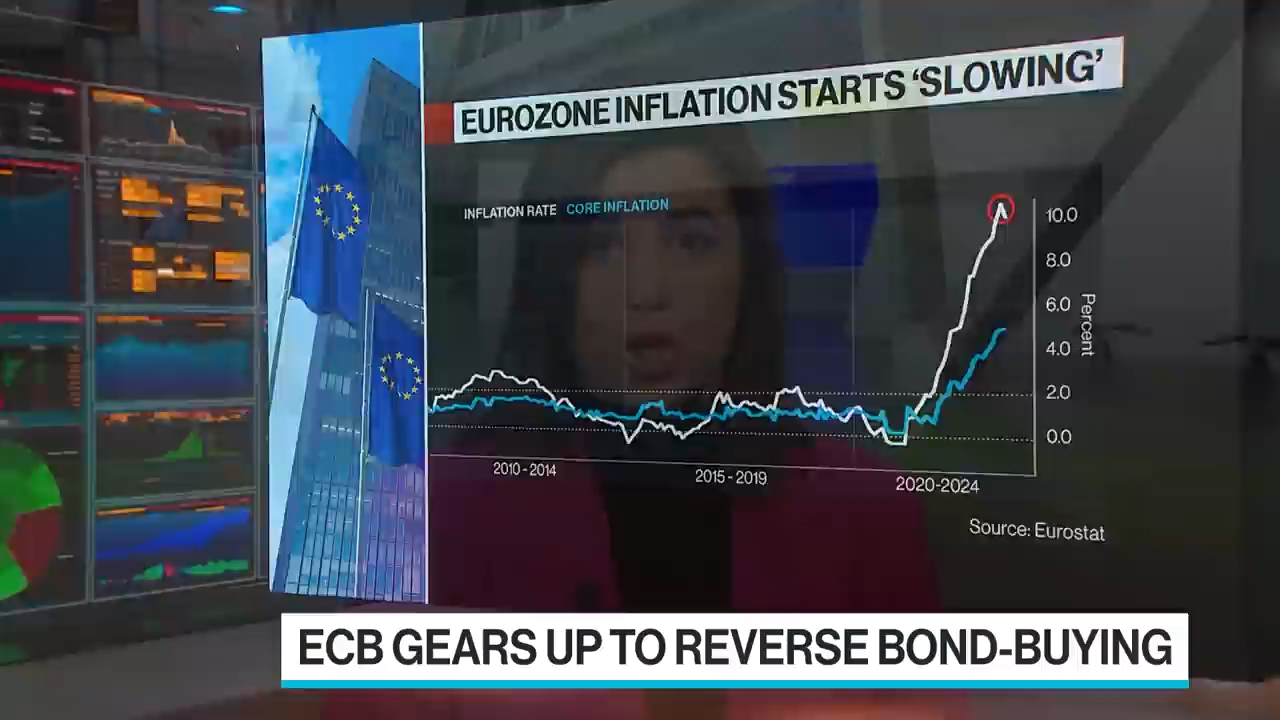 EUROZONE INFLATION STARTS ‘SLOWING’
INFLATION RATE CORE INFLATION
10.0
8.0
6.0
4.0
2.0
0.0
Percent
2010-2014
2015-2019
2020-2024
Source: Eurostat
ECB GEARS UP TO REVERSE BOND-BUYING